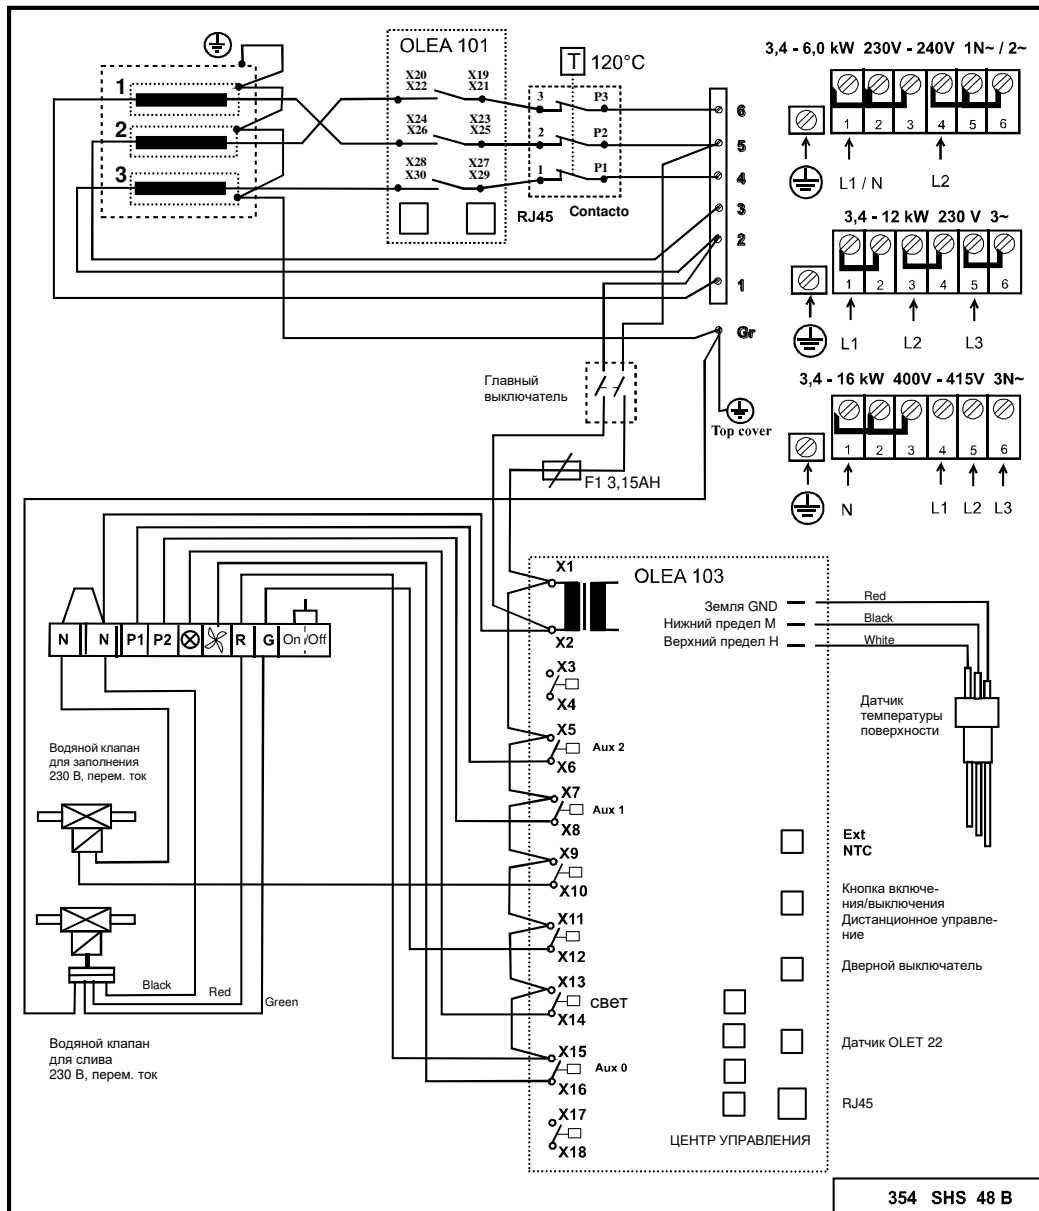 OLEA 101
T 120°C
3,4 - 6,0 kW 230V - 240V 1N~ / 2~
1
2
3
X20
X22
X19
X21
X24
X26
X23
X25
X28
X30
X27
X29
3
P3
2
P2
1
P1
RJ45
Contacto
6
5
4
3
2
1
Gr
1 2 3 4 5 6
L1 / N
L2
3,4 - 12 kW 230 V 3~
1 2 3 4 5 6
L1 L2 L3
3,4 - 16 kW 400V - 415V 3N~
1 2 3 4 5 6
N L1 L2 L3
Главный
выключатель
Top cover
F1 3,15AH
OLEA 103
X1
X2
X3
X4
X5
Aux 2
X6
X7
Aux 1
X8
X9
X10
X11
X12
X13
свет
X14
X15
Aux 0
X16
X17
X18
Земля GND
Нижний предел M
Верхний предел H
Red
Black
White
Датчик
температуры
поверхности
N N P1 P2 R G On/Off
Водяной клапан
для заполнения
230 В, перем. ток
Black
Red
Green
Водяной клапан
для слива
230 В, перем. ток
Ext
NTC
Кнопка включе-
ния/выключения
Дистанционное управле-
ние
Дверной выключатель
Датчик OLET 22
RJ45
ЦЕНТР УПРАВЛЕНИЯ
354 SHS 48 B